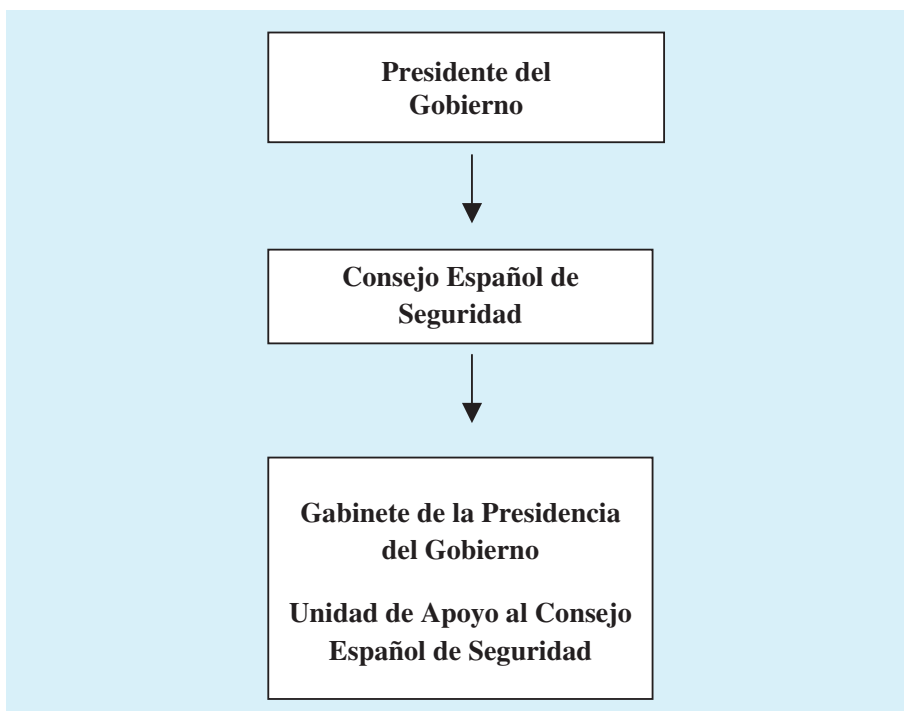 Presidente del
Gobierno
Consejo Español de
Seguridad
Gabinete de la Presidencia
del Gobierno
Unidad de Apoyo al Consejo
Español de Seguridad